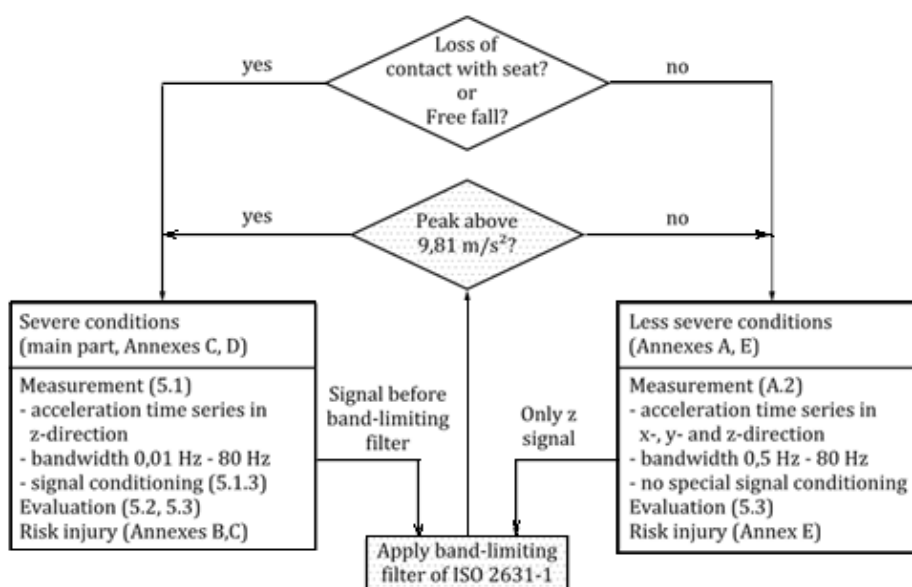 Loss of
contact with seat?
or
Free fall?
yes
no
Peak above
9,81 m/s²?
yes
no
Severe conditions
(main part, Annexes C, D)
Measurement (5.1)
- acceleration time series in
z-direction
- bandwidth 0,01 Hz - 80 Hz
- signal conditioning (5.1.3)
Evaluation (5.2, 5.3)
Risk injury (Annexes B,C)
Signal before
band-limiting
filter
Only z
signal
Less severe conditions
(Annexes A, E)
Measurement (A.2)
- acceleration time series in
x-, y- and z-direction
- bandwidth 0,5 Hz - 80 Hz
- no special signal conditioning
Evaluation (5.3)
Risk injury (Annex E)
Apply band-limiting
filter of ISO 2631-1